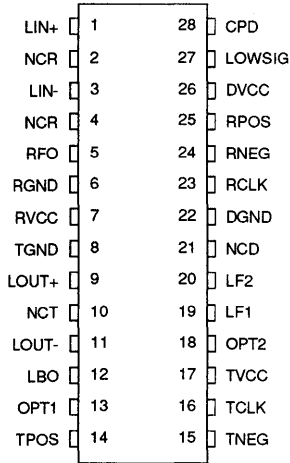 LIN+ 1 28 CPD
NCR 2 27 LOWSIG
LIN- 3 26 DVCC
NCR 4 25 RPOS
RFO 5 24 RNEG
RGND 6 23 RCLK
RVCC 7 22 DGND
TGND 8 21 NCD
LOUT+ 9 20 LF2
NCT 10 19 LF1
LOUT- 11 18 OPT2
LBO 12 17 TVCC
OPT1 13 16 TCLK
TPOS 14 15 TNEG